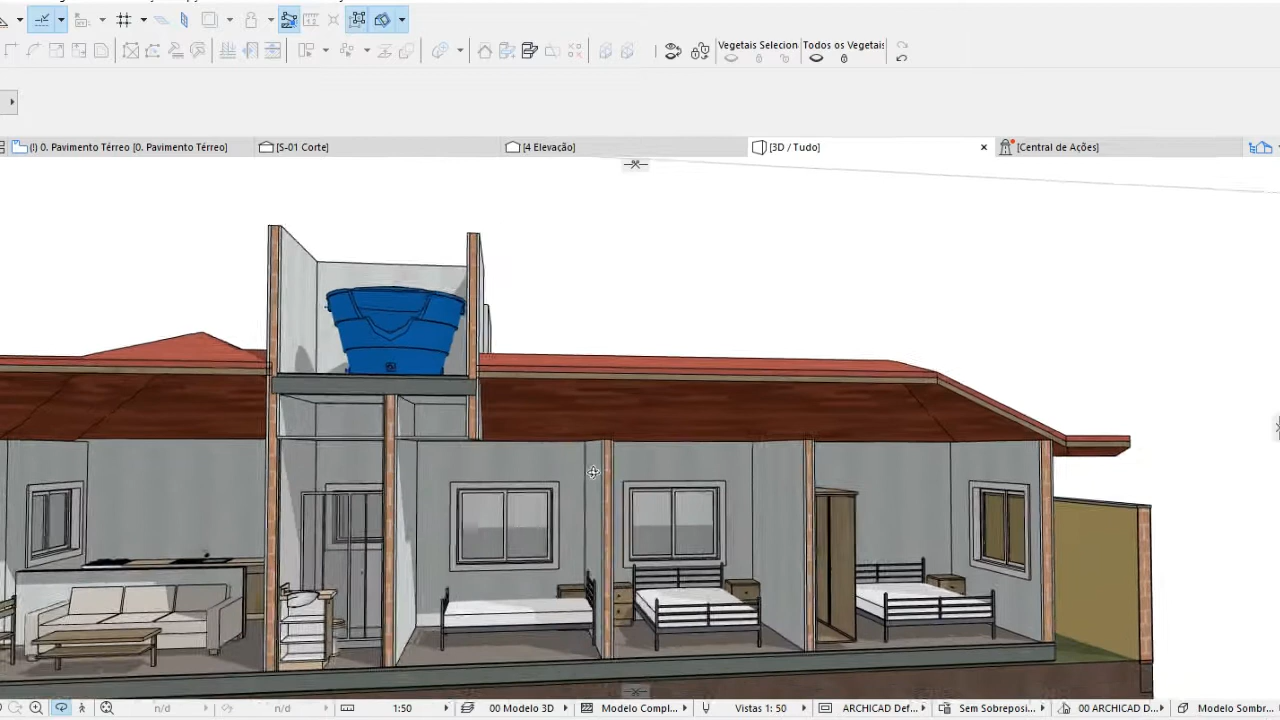 Vegetais Selecion
Todos os Vegetais
(!) 0. Pavimento Térreo [0. Pavimento Térreo]
[S-01 Corte]
[4 Elevação]
[3D / Tudo]
[Central de Ações]
n/d
n/d
1:50
00 Modelo 3D
Modelo Compl...
Vistas 1: 50
ARCHICAD Def...
Sem Sobreposi...
00 ARCHICAD D...
Modelo Sombr